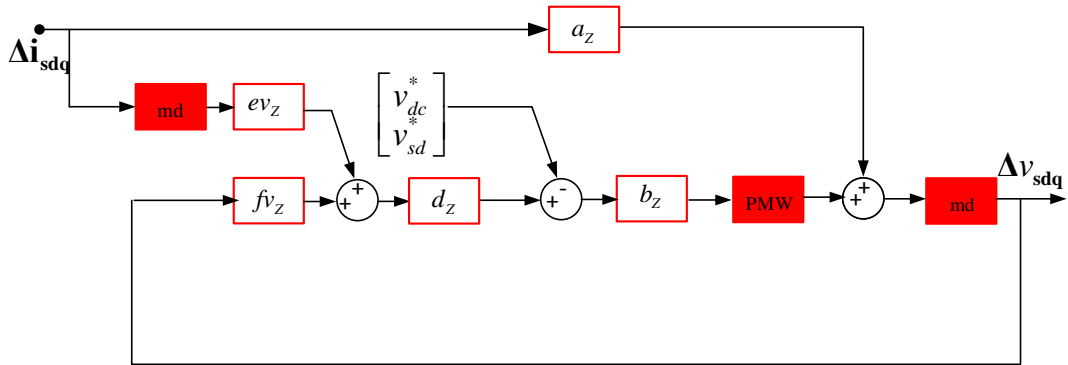 a_Z
Δi_sdq
md
ev_Z
v*_dc
v*_sd
+
+
-
+
+
+
Δv_sdq
fv_Z
d_Z
b_Z
PMW
md